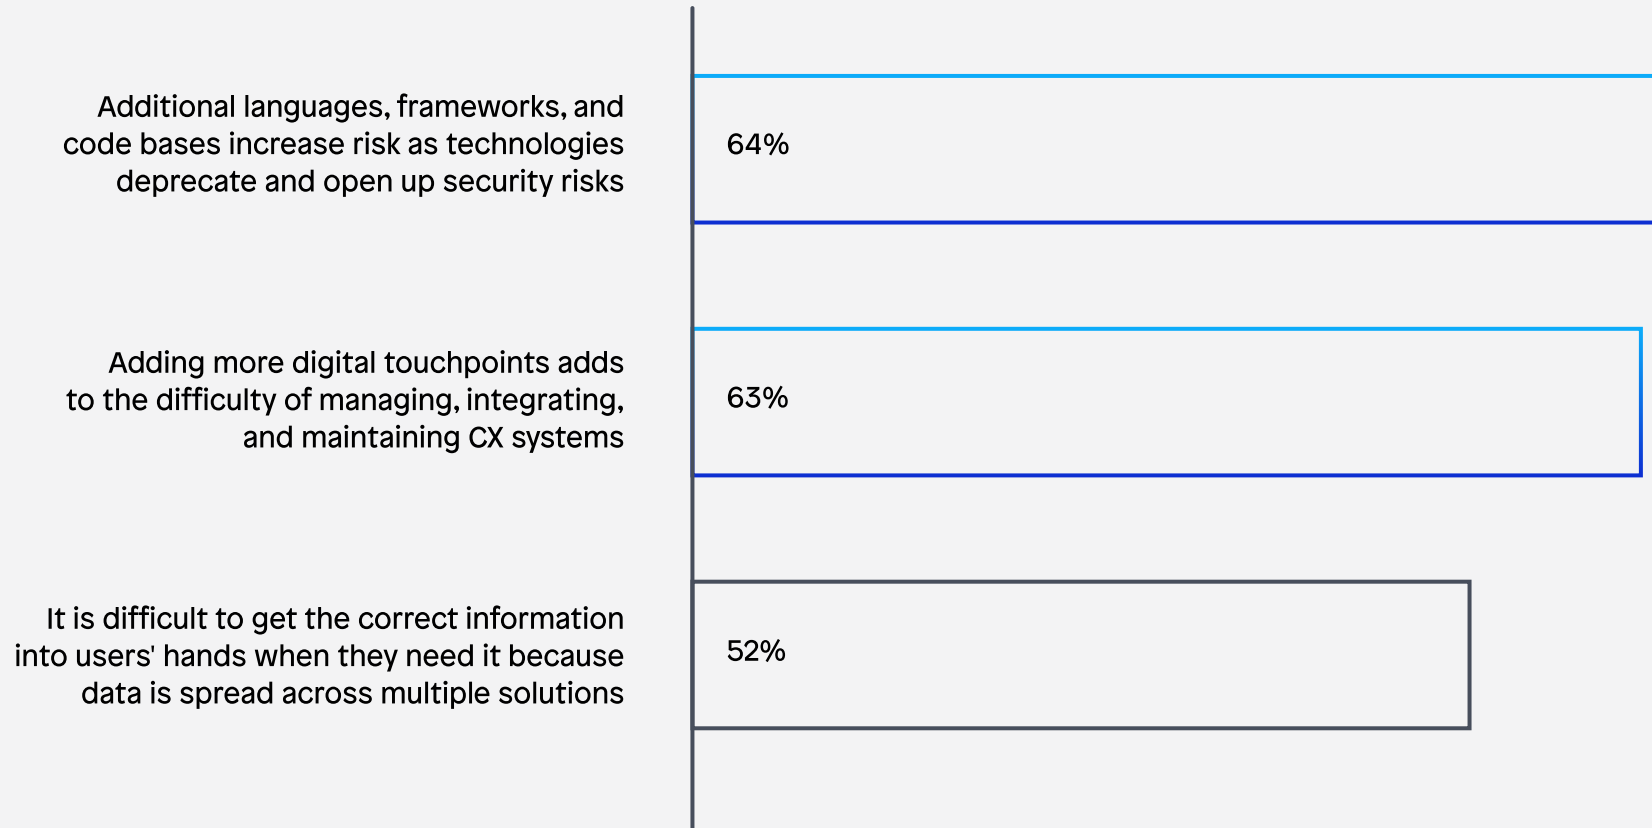 Additional languages, frameworks, and
code bases increase risk as technologies
deprecate and open up security risks
64%
Adding more digital touchpoints adds
to the difficulty of managing, integrating,
and maintaining CX systems
63%
It is difficult to get the correct information
into users' hands when they need it because
data is spread across multiple solutions
52%